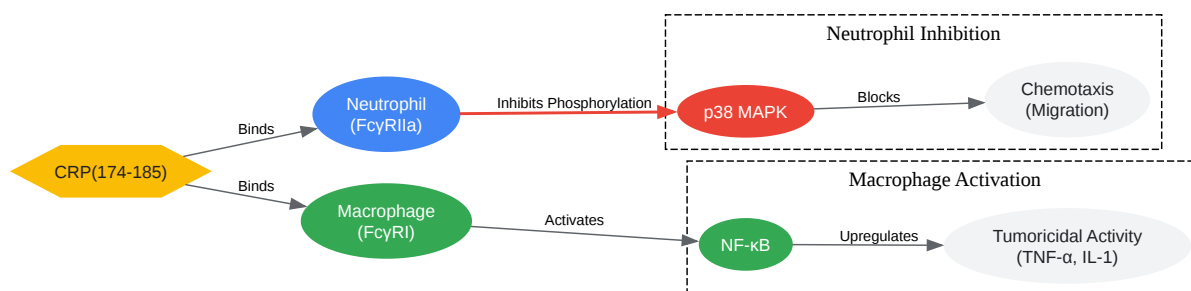 Neutrophil Inhibition
Neutrophil
(FcγRIIa)
Inhibits Phosphorylation
p38 MAPK
Blocks
Chemotaxis
(Migration)
Binds
CRP(174-185)
Binds
Macrophage Activation
Macrophage
(FcγRI)
Activates
NF-κB
Upregulates
Tumoricidal Activity
(TNF-α, IL-1)